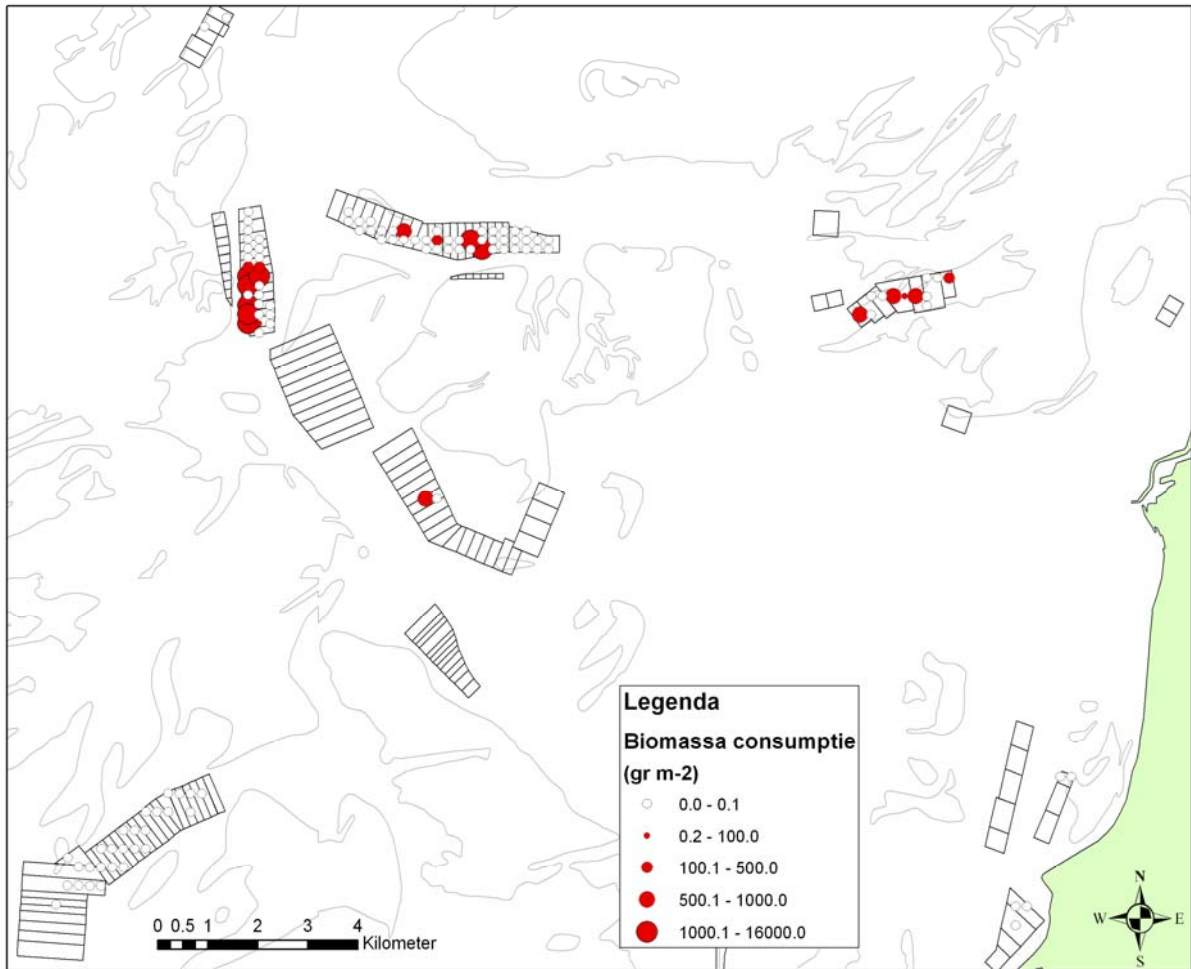 Legenda
Biomassa consumptie
(gr m-2)
0.0 - 0.1
0.2 - 100.0
100.1 - 500.0
500.1 - 1000.0
1000.1 - 16000.0
0 0.5 1 2 3 4
Kilometer
N
W E
S